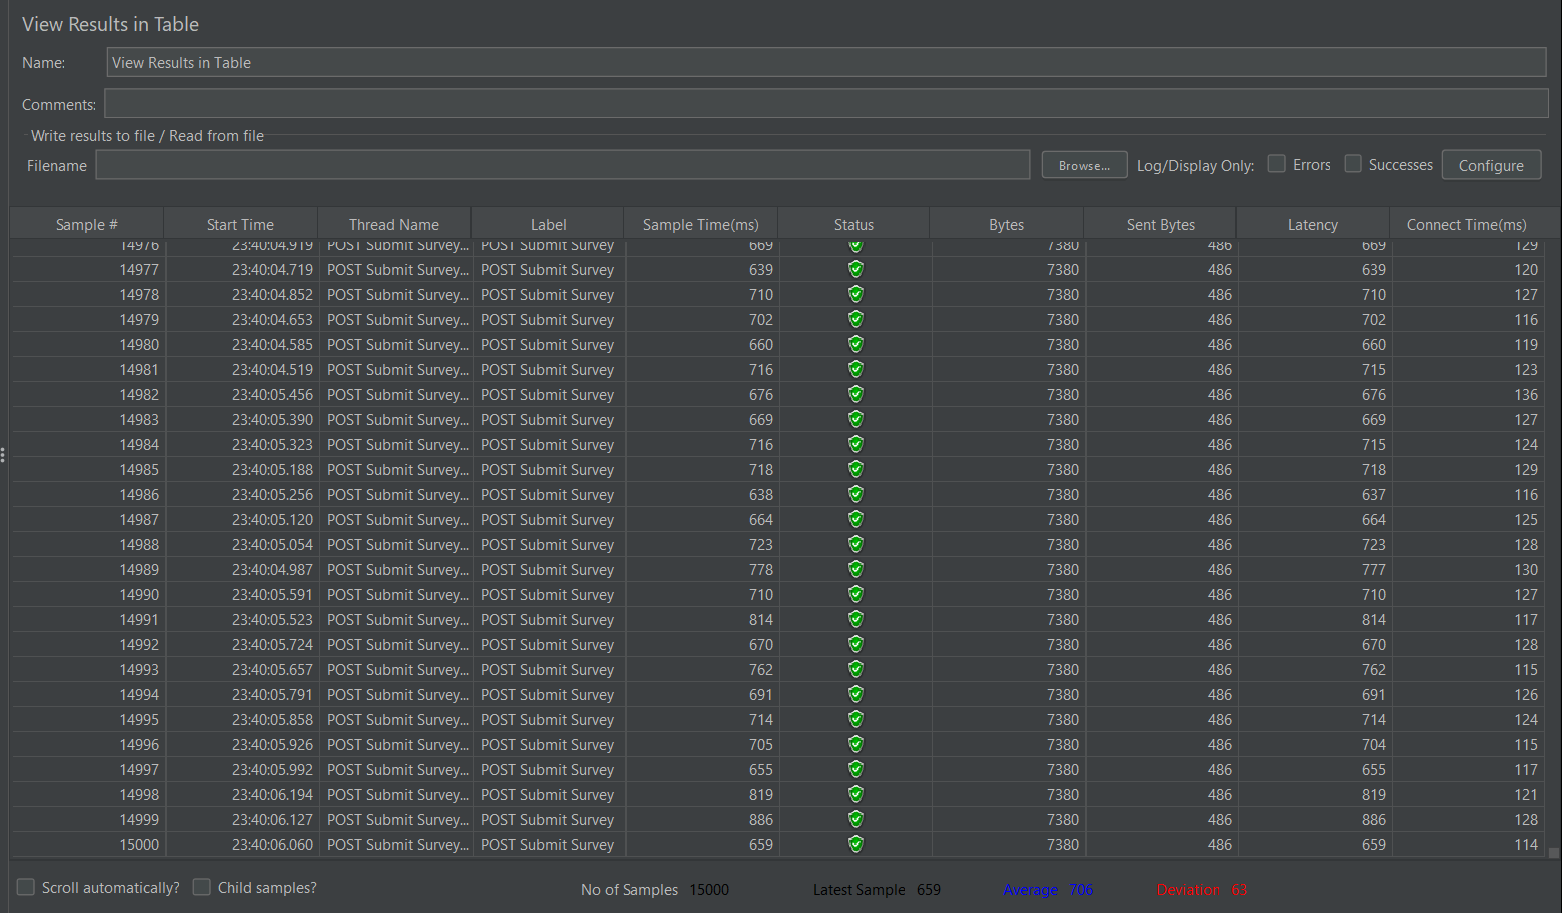 View Results in Table
Name: View Results in Table
Comments:
Write results to file / Read from file
Filename Browse... Log/Display Only: Errors Successes Configure
Sample # Start Time Thread Name Label Sample Time(ms) Status Bytes Sent Bytes Latency Connect Time(ms)
14976 23:40:04.919 POST Submit Survey... POST Submit Survey 669 7380 486 669 129
14977 23:40:04.719 POST Submit Survey... POST Submit Survey 639 7380 486 639 120
14978 23:40:04.852 POST Submit Survey... POST Submit Survey 710 7380 486 710 127
14979 23:40:04.653 POST Submit Survey... POST Submit Survey 702 7380 486 702 116
14980 23:40:04.585 POST Submit Survey... POST Submit Survey 660 7380 486 660 119
14981 23:40:04.519 POST Submit Survey... POST Submit Survey 716 7380 486 715 123
14982 23:40:05.456 POST Submit Survey... POST Submit Survey 676 7380 486 676 136
14983 23:40:05.390 POST Submit Survey... POST Submit Survey 669 7380 486 669 127
14984 23:40:05.323 POST Submit Survey... POST Submit Survey 716 7380 486 715 124
14985 23:40:05.188 POST Submit Survey... POST Submit Survey 718 7380 486 718 129
14986 23:40:05.256 POST Submit Survey... POST Submit Survey 638 7380 486 637 116
14987 23:40:05.120 POST Submit Survey... POST Submit Survey 664 7380 486 664 125
14988 23:40:05.054 POST Submit Survey... POST Submit Survey 723 7380 486 723 128
14989 23:40:04.987 POST Submit Survey... POST Submit Survey 778 7380 486 777 130
14990 23:40:05.591 POST Submit Survey... POST Submit Survey 710 7380 486 710 127
14991 23:40:05.523 POST Submit Survey... POST Submit Survey 814 7380 486 814 117
14992 23:40:05.724 POST Submit Survey... POST Submit Survey 670 7380 486 670 128
14993 23:40:05.657 POST Submit Survey... POST Submit Survey 762 7380 486 762 115
14994 23:40:05.791 POST Submit Survey... POST Submit Survey 691 7380 486 691 126
14995 23:40:05.858 POST Submit Survey... POST Submit Survey 714 7380 486 714 124
14996 23:40:05.926 POST Submit Survey... POST Submit Survey 705 7380 486 704 115
14997 23:40:05.992 POST Submit Survey... POST Submit Survey 655 7380 486 655 117
14998 23:40:06.194 POST Submit Survey... POST Submit Survey 819 7380 486 819 121
14999 23:40:06.127 POST Submit Survey... POST Submit Survey 886 7380 486 886 128
15000 23:40:06.060 POST Submit Survey... POST Submit Survey 659 7380 486 659 114
Scroll automatically? Child samples? No of Samples 15000 Latest Sample 659 Average 706 Deviation 63